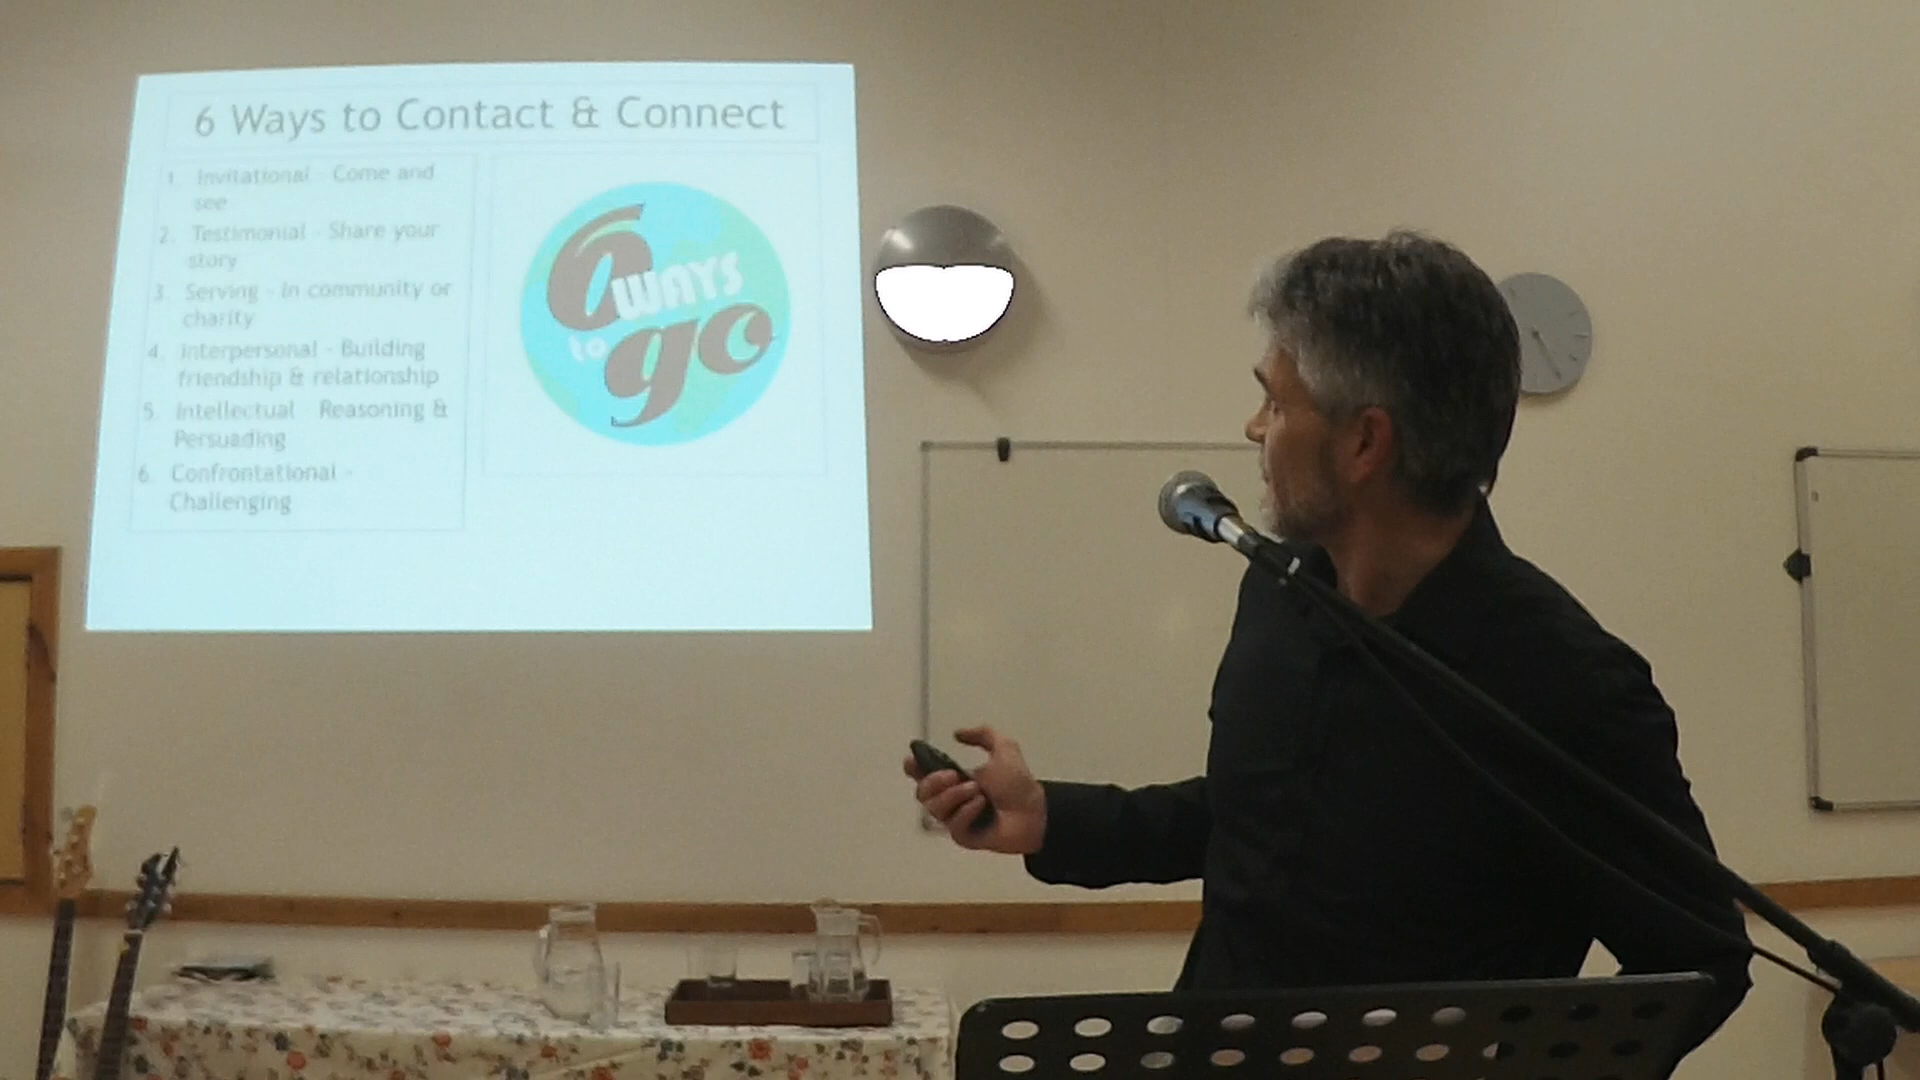 6 Ways to Contact & Connect
1. Invitational - Come and
see
2. Testimonial - Share your
story
3. Serving - In community or
charity
4. Interpersonal - Building
friendship & relationship
5. Intellectual - Reasoning &
Persuading
6. Confrontational -
Challenging
6
WAYS
to
go